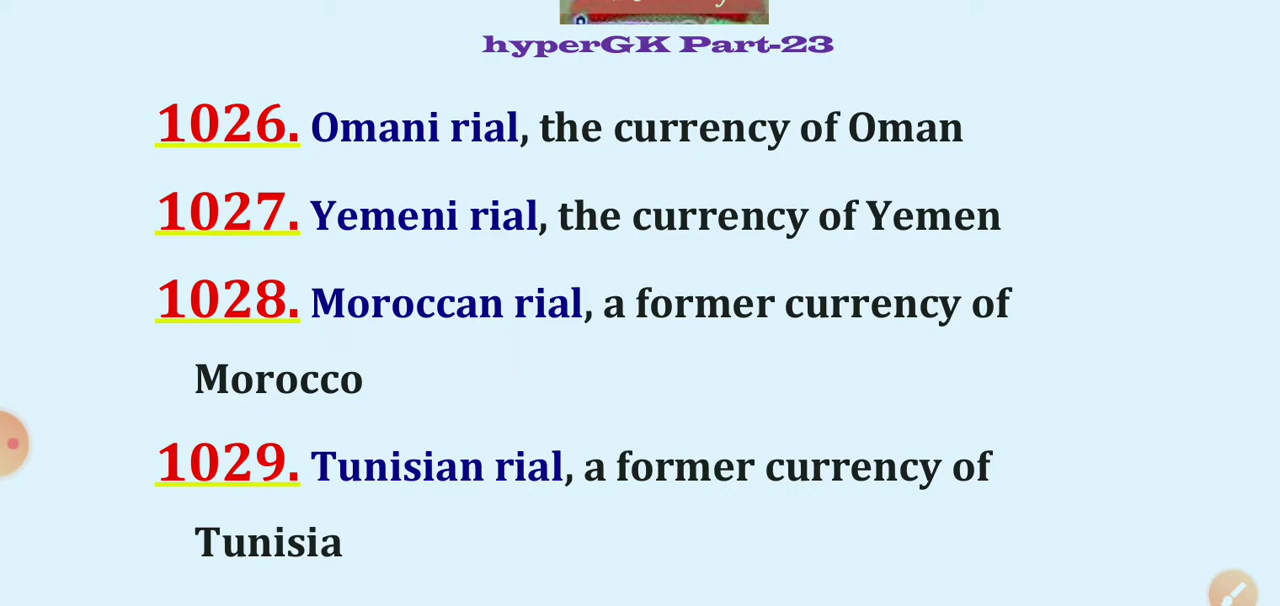 hyperGK Part-23
1026. Omani rial, the currency of Oman
1027. Yemeni rial, the currency of Yemen
1028. Moroccan rial, a former currency of
Morocco
1029. Tunisian rial, a former currency of
Tunisia